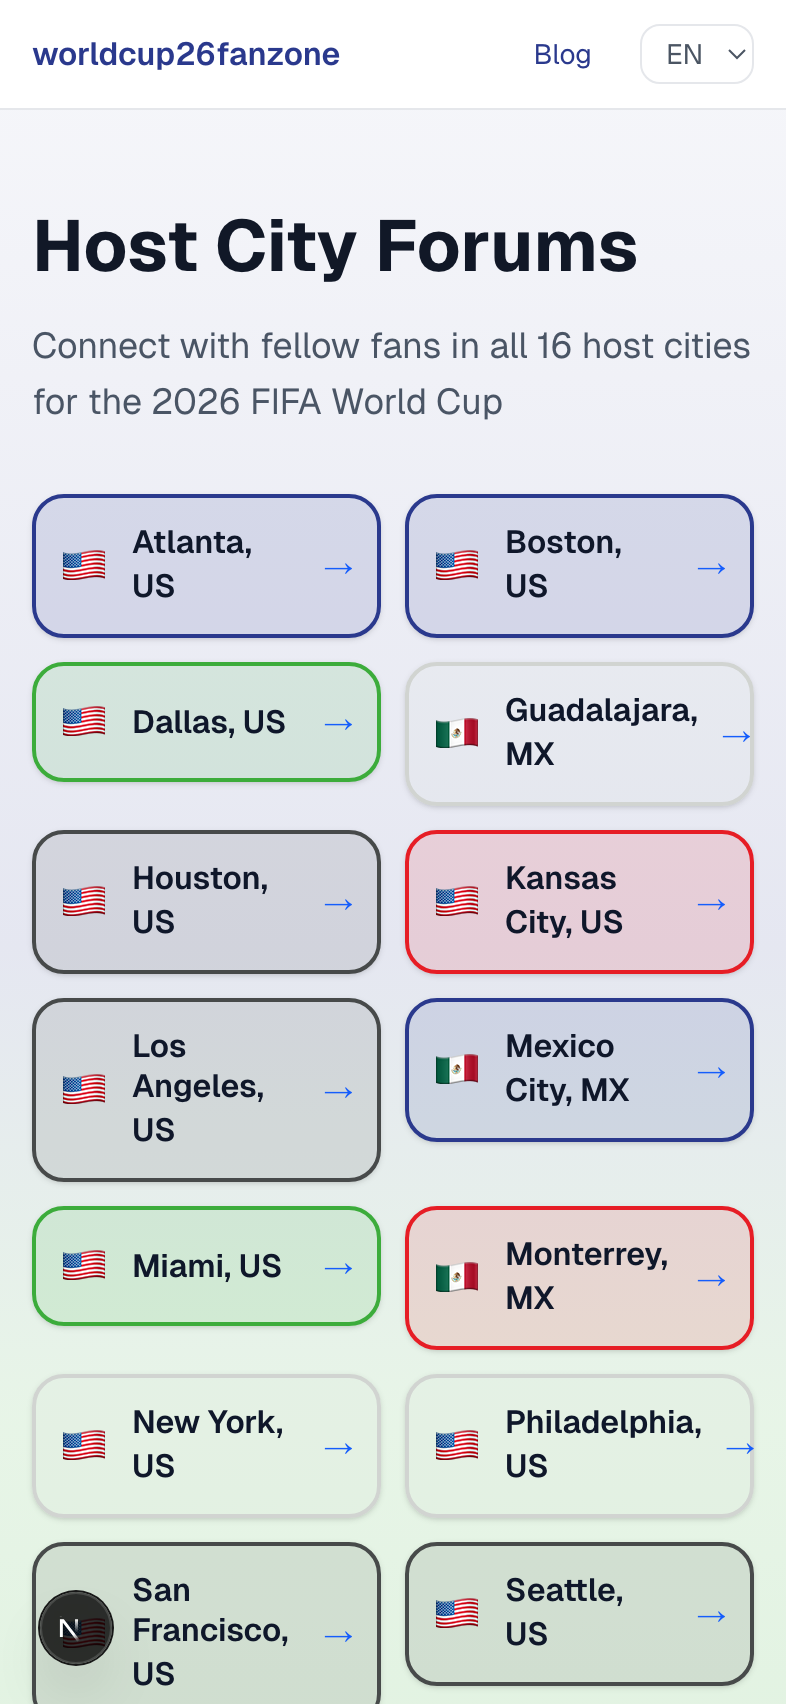 worldcup26fanzone
Blog
EN
Host City Forums
Connect with fellow fans in all 16 host cities
for the 2026 FIFA World Cup
Atlanta,
US
→
Boston,
US
→
Dallas, US
→
Guadalajara,
MX
→
Houston,
US
→
Kansas
City, US
→
Los
Angeles,
US
→
Mexico
City, MX
→
Miami, US
→
Monterrey,
MX
→
New York,
US
→
Philadelphia,
US
→
San
Francisco,
US
→
Seattle,
US
→
N